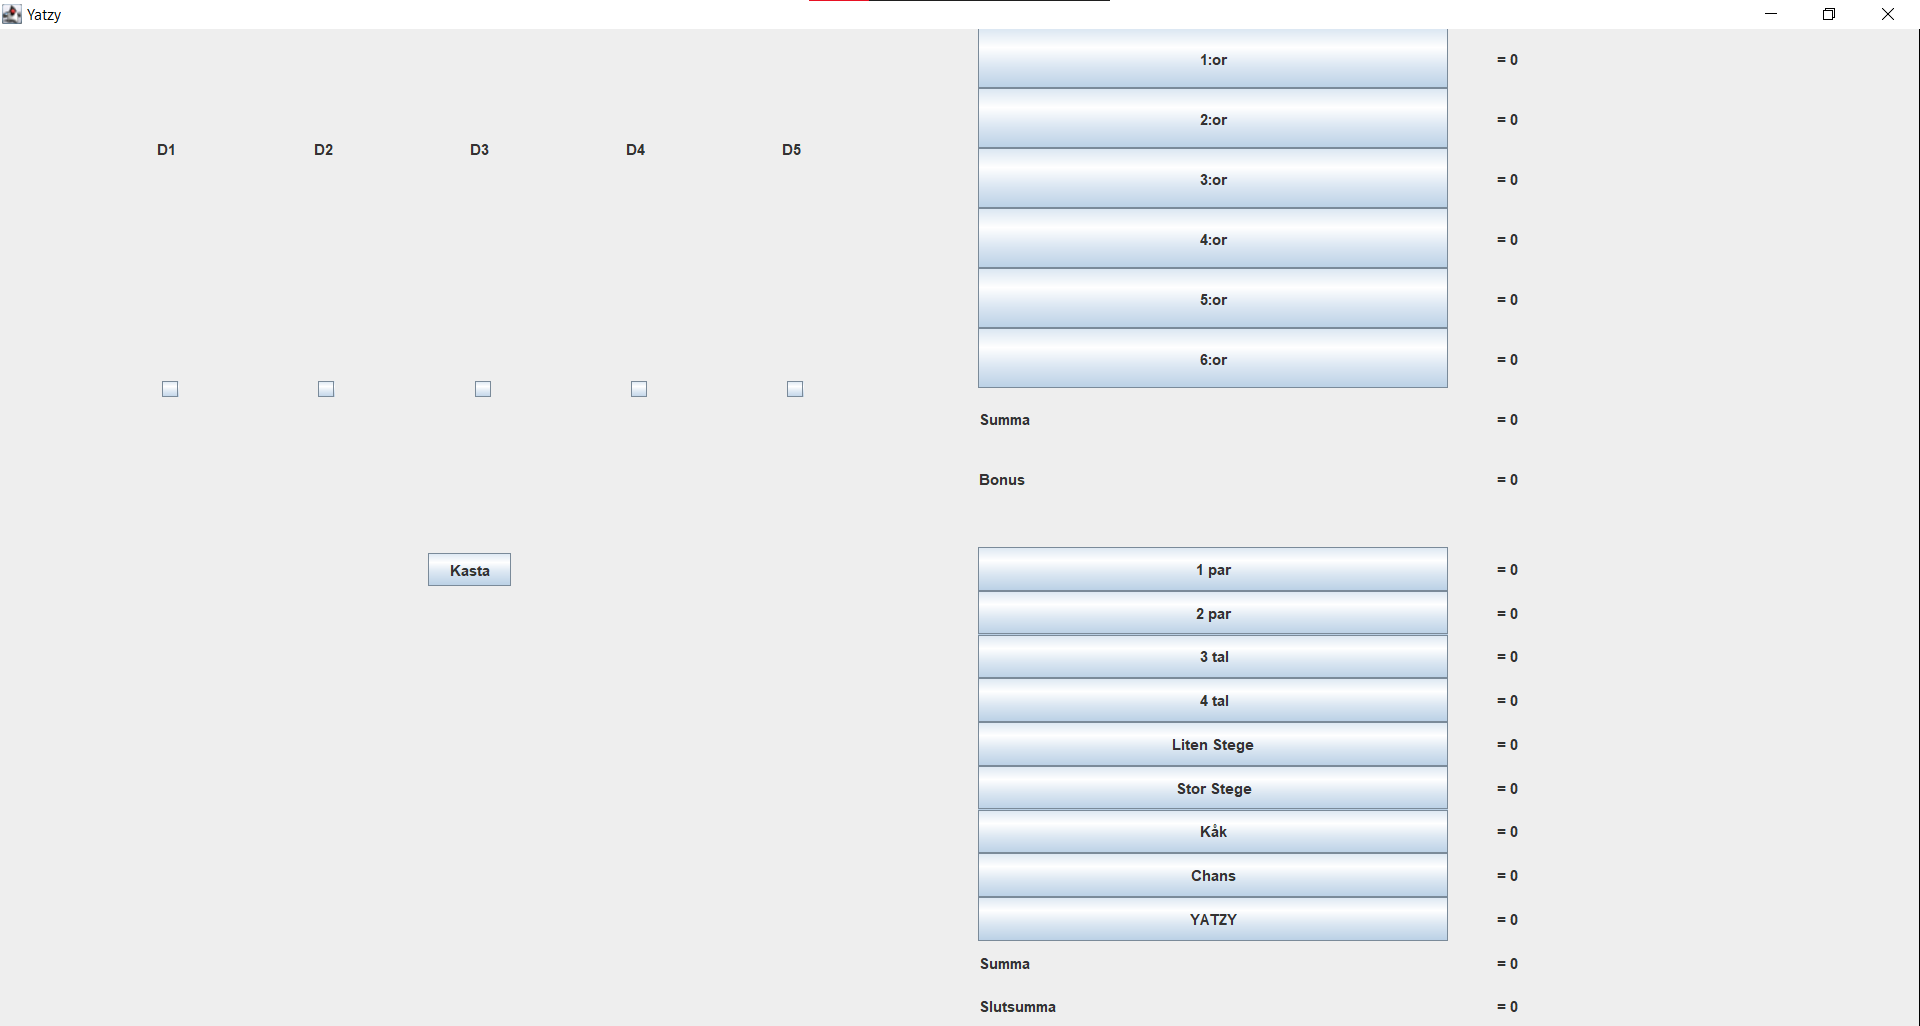 Yatzy
D1 D2 D3 D4 D5
Kasta
1:or = 0
2:or = 0
3:or = 0
4:or = 0
5:or = 0
6:or = 0
Summa = 0
Bonus = 0
1 par = 0
2 par = 0
3 tal = 0
4 tal = 0
Liten Stege = 0
Stor Stege = 0
Kåk = 0
Chans = 0
YATZY = 0
Summa = 0
Slutsumma = 0